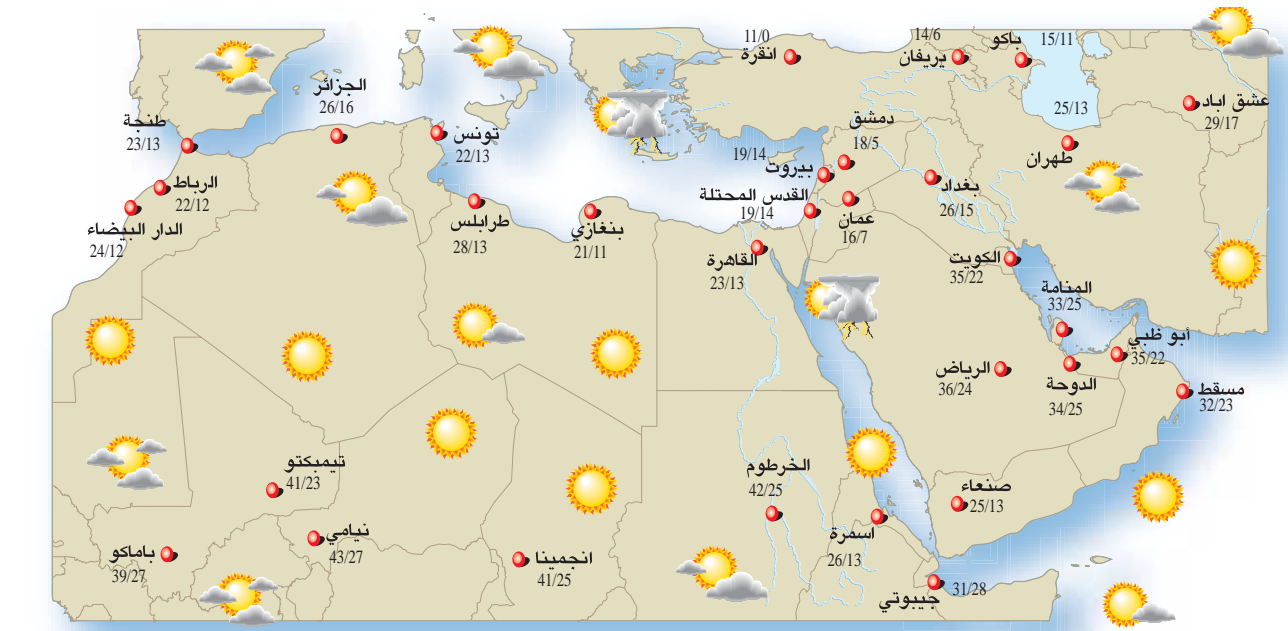 11/0
انقرة
14/6
يريفان
باكو
15/11
عشق اباد
29/17
25/13
طهران
الجزائر
26/16
طنجة
23/13
تونس
22/13
دمشق
18/5
19/14
بيروت
بغداد
26/15
الرباط
22/12
القدس المحتلة
19/14
عمان
16/7
الدار البيضاء
24/12
طرابلس
28/13
بنغازي
21/11
القاهرة
23/13
الكويت
35/22
المنامة
33/25
أبو ظبي
35/22
الرياض
36/24
الدوحة
34/25
مسقط
32/23
تيمبكتو
41/23
الخرطوم
42/25
صنعاء
25/13
نيامي
43/27
اسمرة
26/13
باماكو
39/27
انجمينا
41/25
جيبوتي
31/28